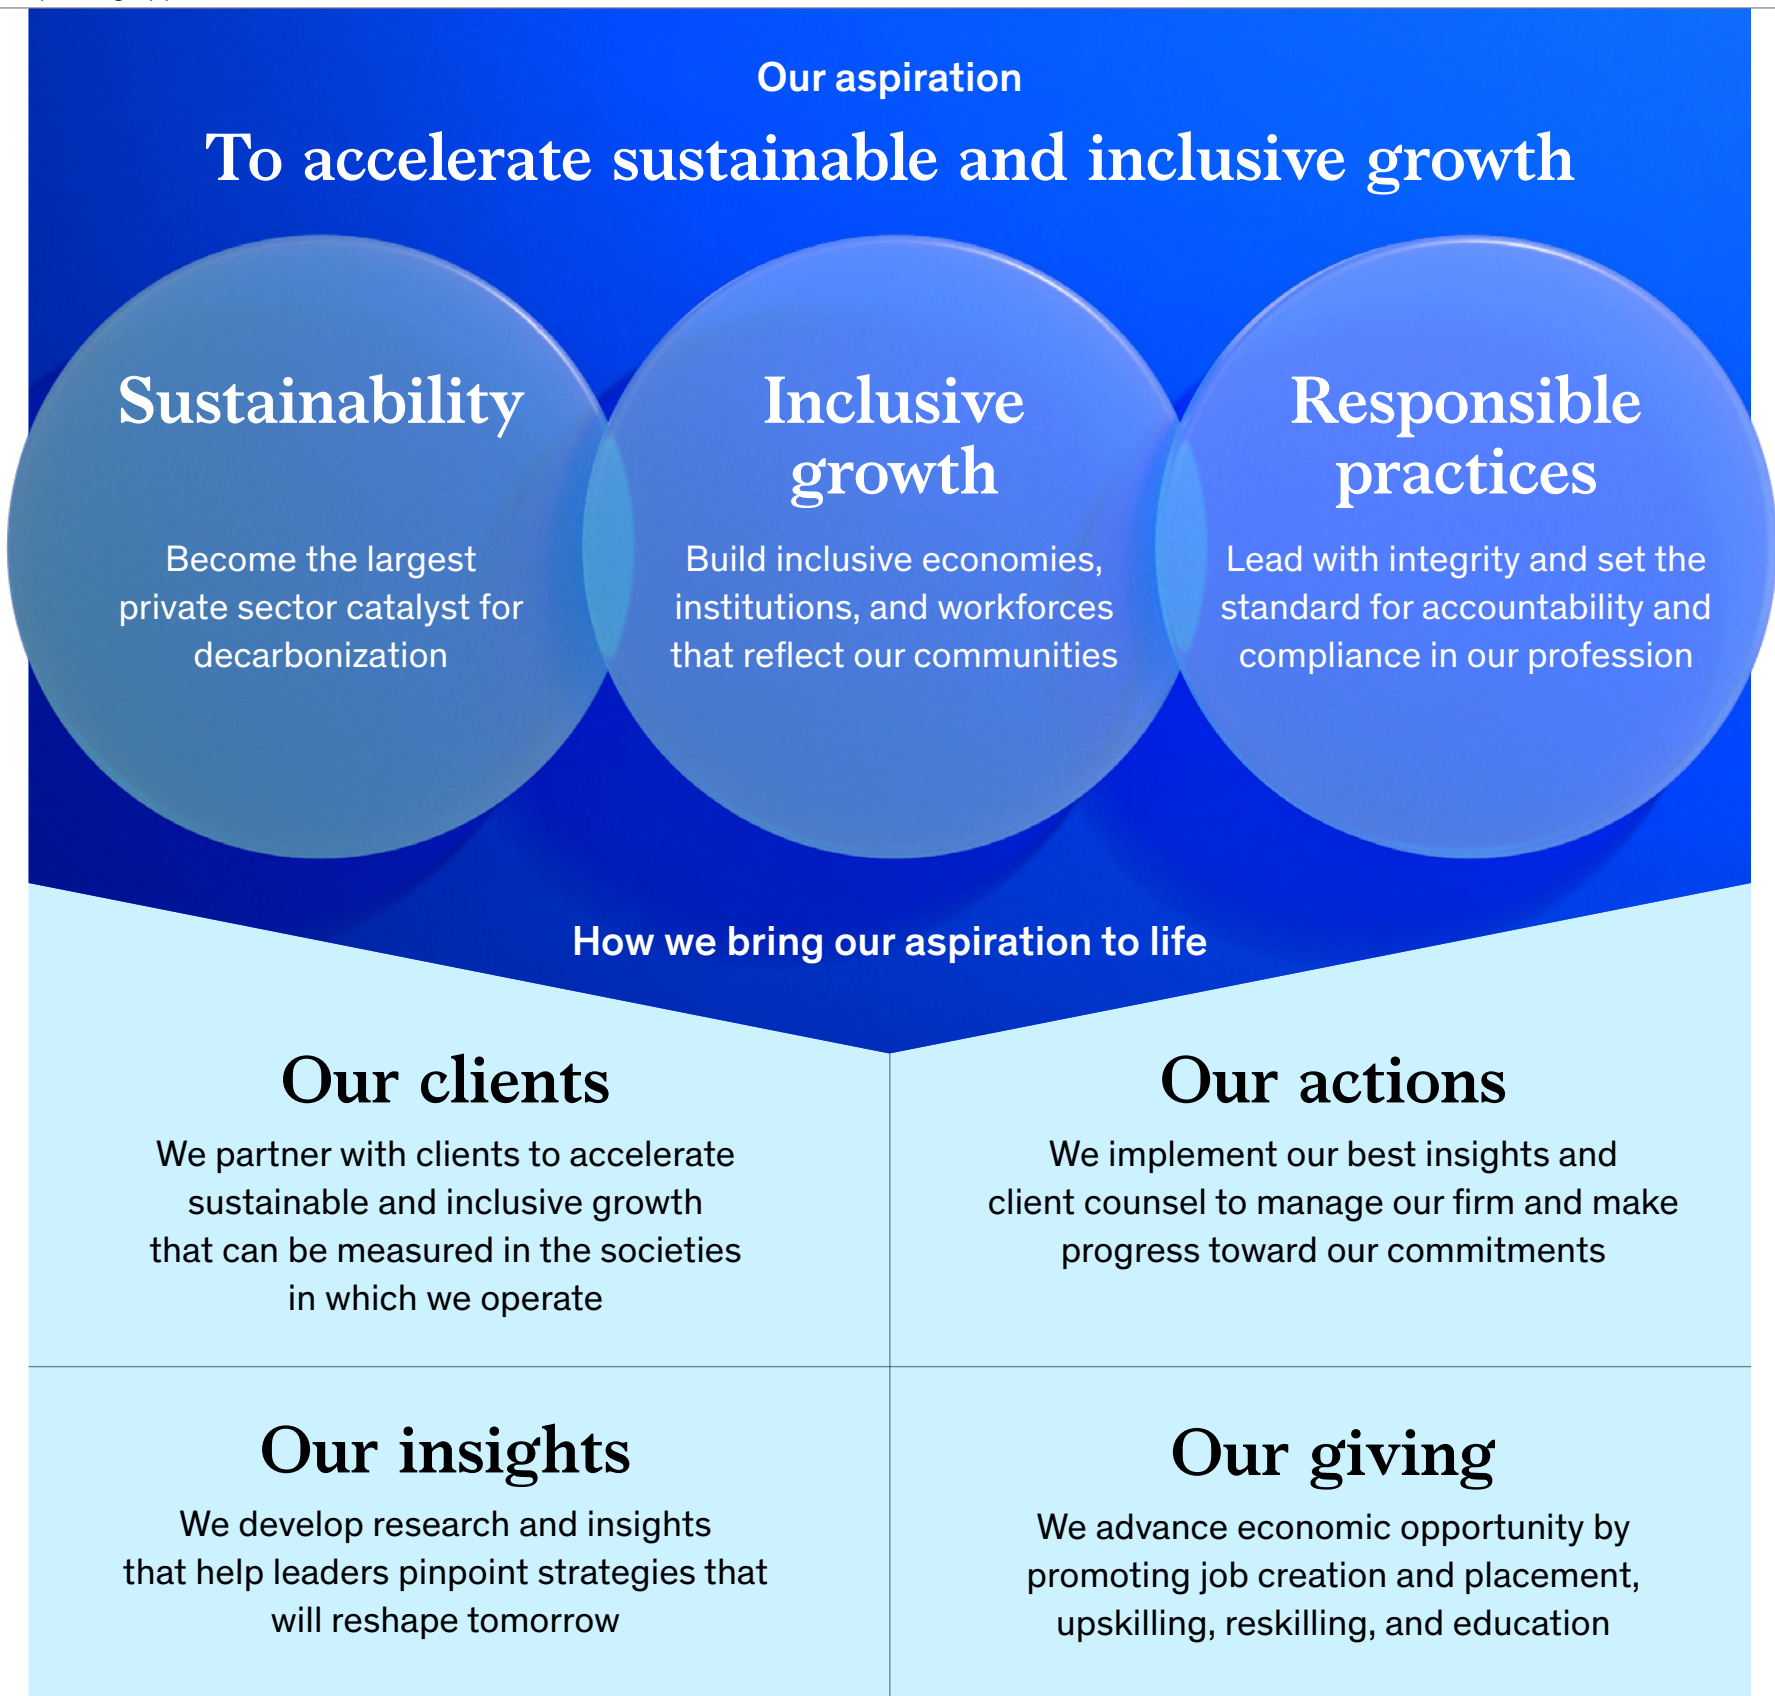 Our aspiration
To accelerate sustainable and inclusive growth
Sustainability
Become the largest
private sector catalyst for
decarbonization
Inclusive
growth
Build inclusive economies,
institutions, and workforces
that reflect our communities
Responsible
practices
Lead with integrity and set the
standard for accountability and
compliance in our profession
How we bring our aspiration to life
Our clients
We partner with clients to accelerate
sustainable and inclusive growth
that can be measured in the societies
in which we operate
Our actions
We implement our best insights and
client counsel to manage our firm and make
progress toward our commitments
Our insights
We develop research and insights
that help leaders pinpoint strategies that
will reshape tomorrow
Our giving
We advance economic opportunity by
promoting job creation and placement,
upskilling, reskilling, and education